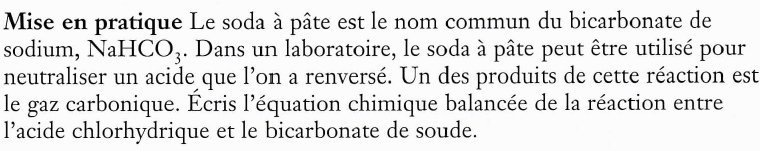 Mise en pratique Le soda à pâte est le nom commun du bicarbonate de
sodium, NaHCO₃. Dans un laboratoire, le soda à pâte peut être utilisé pour
neutraliser un acide que l'on a renversé. Un des produits de cette réaction est
le gaz carbonique. Écris l'équation chimique balancée de la réaction entre
l'acide chlorhydrique et le bicarbonate de soude.